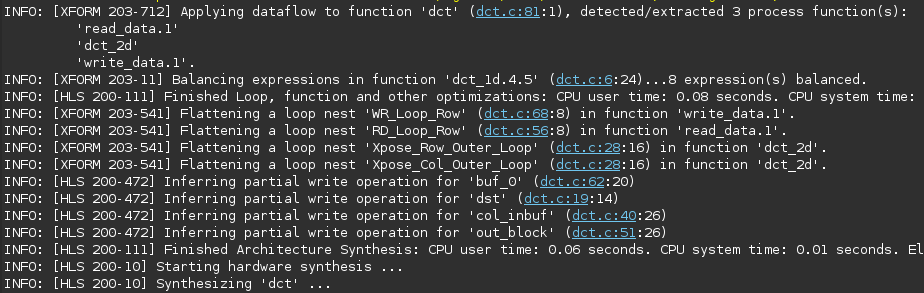 INFO: [XFORM 203-712] Applying dataflow to function 'dct' (dct.c:81:1), detected/extracted 3 process function(s):
'read_data.1'
'dct_2d'
'write_data.1'.
INFO: [XFORM 203-11] Balancing expressions in function 'dct_1d.4.5' (dct.c:6:24)...8 expression(s) balanced.
INFO: [HLS 200-111] Finished Loop, function and other optimizations: CPU user time: 0.08 seconds. CPU system time:
INFO: [XFORM 203-541] Flattening a loop nest 'WR_Loop_Row' (dct.c:68:8) in function 'write_data.1'.
INFO: [XFORM 203-541] Flattening a loop nest 'RD_Loop_Row' (dct.c:56:8) in function 'read_data.1'.
INFO: [XFORM 203-541] Flattening a loop nest 'Xpose_Row_Outer_Loop' (dct.c:28:16) in function 'dct_2d'.
INFO: [XFORM 203-541] Flattening a loop nest 'Xpose_Col_Outer_Loop' (dct.c:28:16) in function 'dct_2d'.
INFO: [HLS 200-472] Inferring partial write operation for 'buf_0' (dct.c:62:20)
INFO: [HLS 200-472] Inferring partial write operation for 'dst' (dct.c:19:14)
INFO: [HLS 200-472] Inferring partial write operation for 'col_inbuf' (dct.c:40:26)
INFO: [HLS 200-472] Inferring partial write operation for 'out_block' (dct.c:51:26)
INFO: [HLS 200-111] Finished Architecture Synthesis: CPU user time: 0.06 seconds. CPU system time: 0.01 seconds. El
INFO: [HLS 200-10] Starting hardware synthesis ...
INFO: [HLS 200-10] Synthesizing 'dct' ...